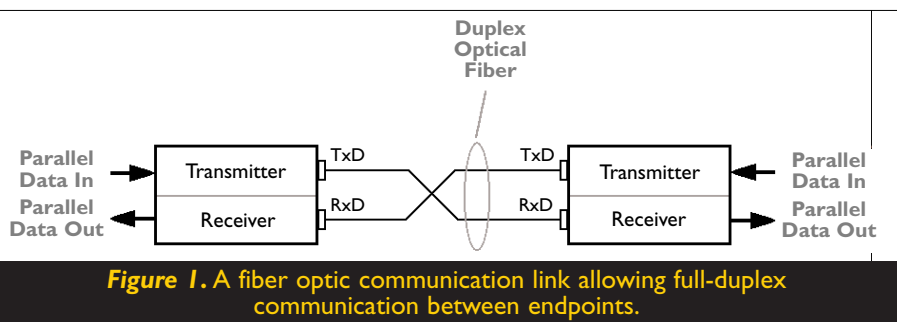 Duplex
Optical
Fiber
Parallel
Data In
Transmitter
TxD
TxD
Transmitter
Parallel
Data In
Parallel
Data Out
Receiver
RxD
RxD
Receiver
Parallel
Data Out
Figure 1. A fiber optic communication link allowing full-duplex
communication between endpoints.